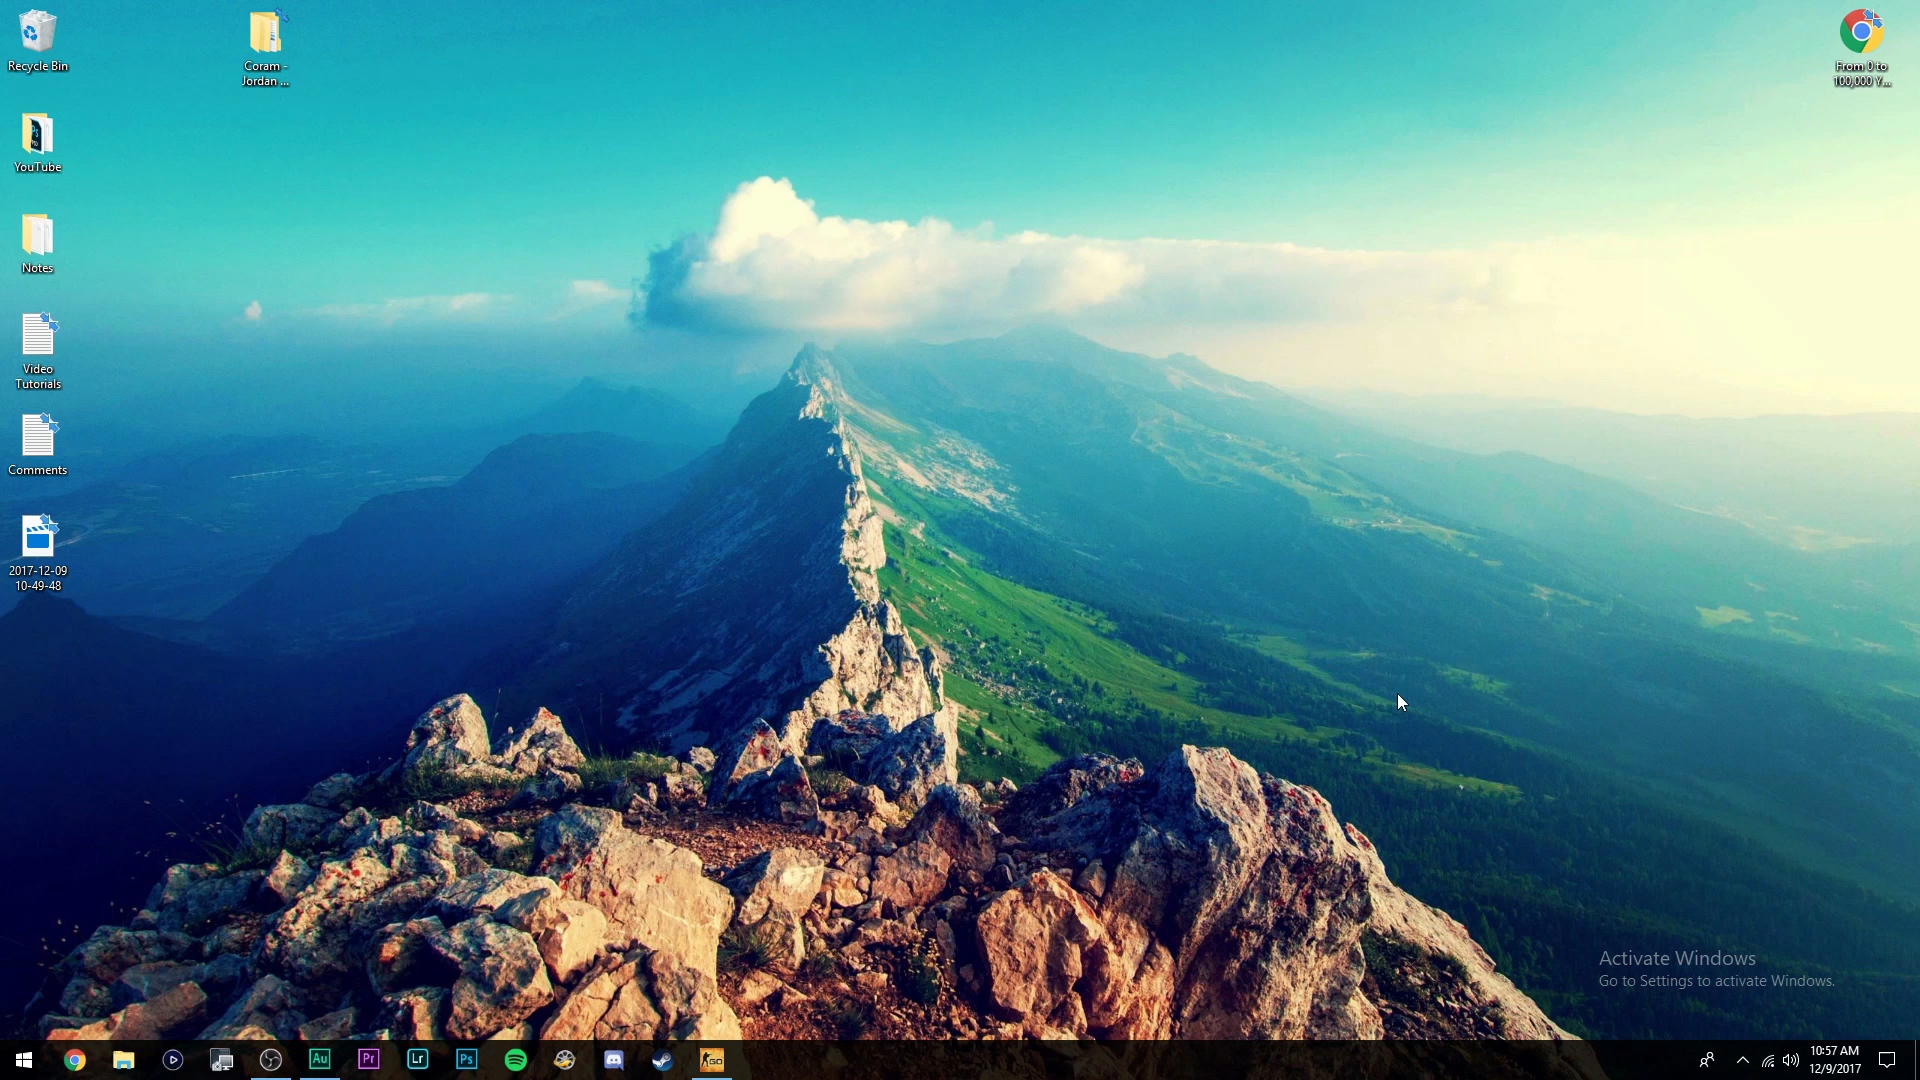 Recycle Bin
Coram -
Jordan ...
From 0 to
100,000 Y...
YouTube
Notes
Video
Tutorials
Comments
2017-12-09
10-49-48
Activate Windows
Go to Settings to activate Windows.
Au
Pr
Lr
Ps
GO
10:57 AM
12/9/2017